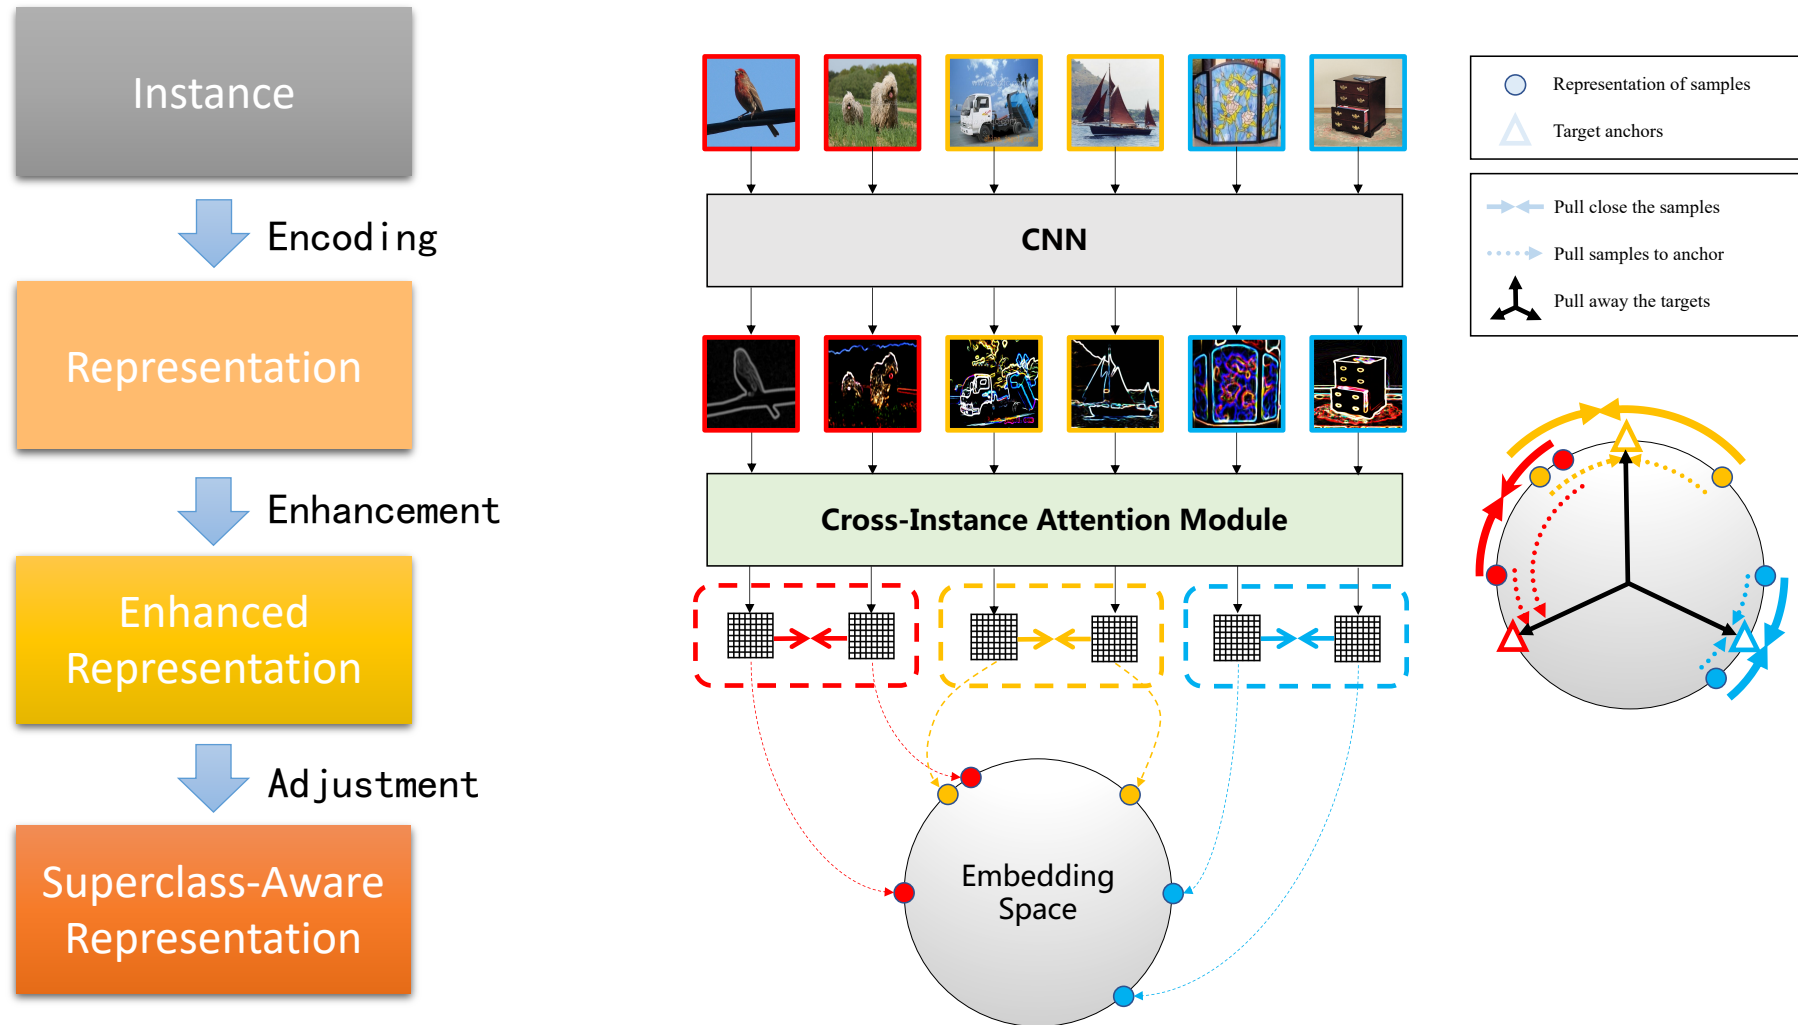 Instance
Encoding
Representation
Enhancement
Enhanced
Representation
Adjustment
Superclass-Aware
Representation
CNN
Cross-Instance Attention Module
Embedding
Space
Representation of samples
Target anchors
Pull close the samples
Pull samples to anchor
Pull away the targets